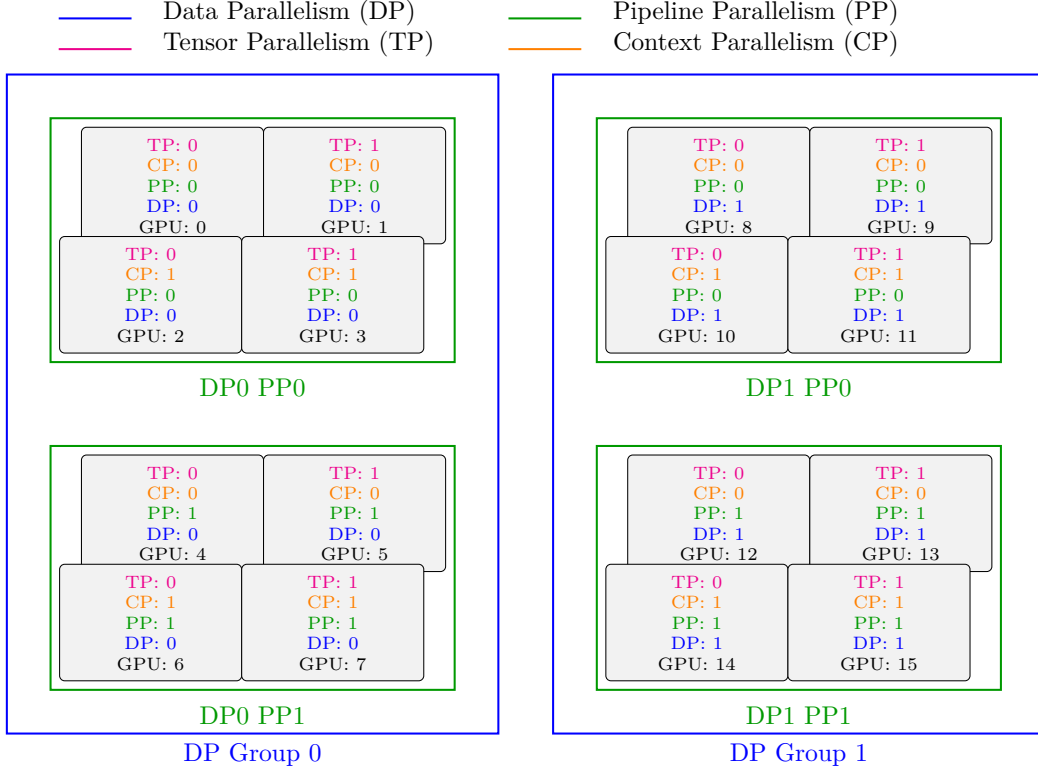 Data Parallelism (DP)
Pipeline Parallelism (PP)
Tensor Parallelism (TP)
Context Parallelism (CP)
TP: 0
CP: 0
PP: 0
DP: 0
GPU: 0
TP: 1
CP: 0
PP: 0
DP: 0
GPU: 1
TP: 0
CP: 1
PP: 0
DP: 0
GPU: 2
TP: 1
CP: 1
PP: 0
DP: 0
GPU: 3
DP0 PP0
TP: 0
CP: 0
PP: 1
DP: 0
GPU: 4
TP: 1
CP: 0
PP: 1
DP: 0
GPU: 5
TP: 0
CP: 1
PP: 1
DP: 0
GPU: 6
TP: 1
CP: 1
PP: 1
DP: 0
GPU: 7
DP0 PP1
DP Group 0
TP: 0
CP: 0
PP: 0
DP: 1
GPU: 8
TP: 1
CP: 0
PP: 0
DP: 1
GPU: 9
TP: 0
CP: 1
PP: 0
DP: 1
GPU: 10
TP: 1
CP: 1
PP: 0
DP: 1
GPU: 11
DP1 PP0
TP: 0
CP: 0
PP: 1
DP: 1
GPU: 12
TP: 1
CP: 0
PP: 1
DP: 1
GPU: 13
TP: 0
CP: 1
PP: 1
DP: 1
GPU: 14
TP: 1
CP: 1
PP: 1
DP: 1
GPU: 15
DP1 PP1
DP Group 1